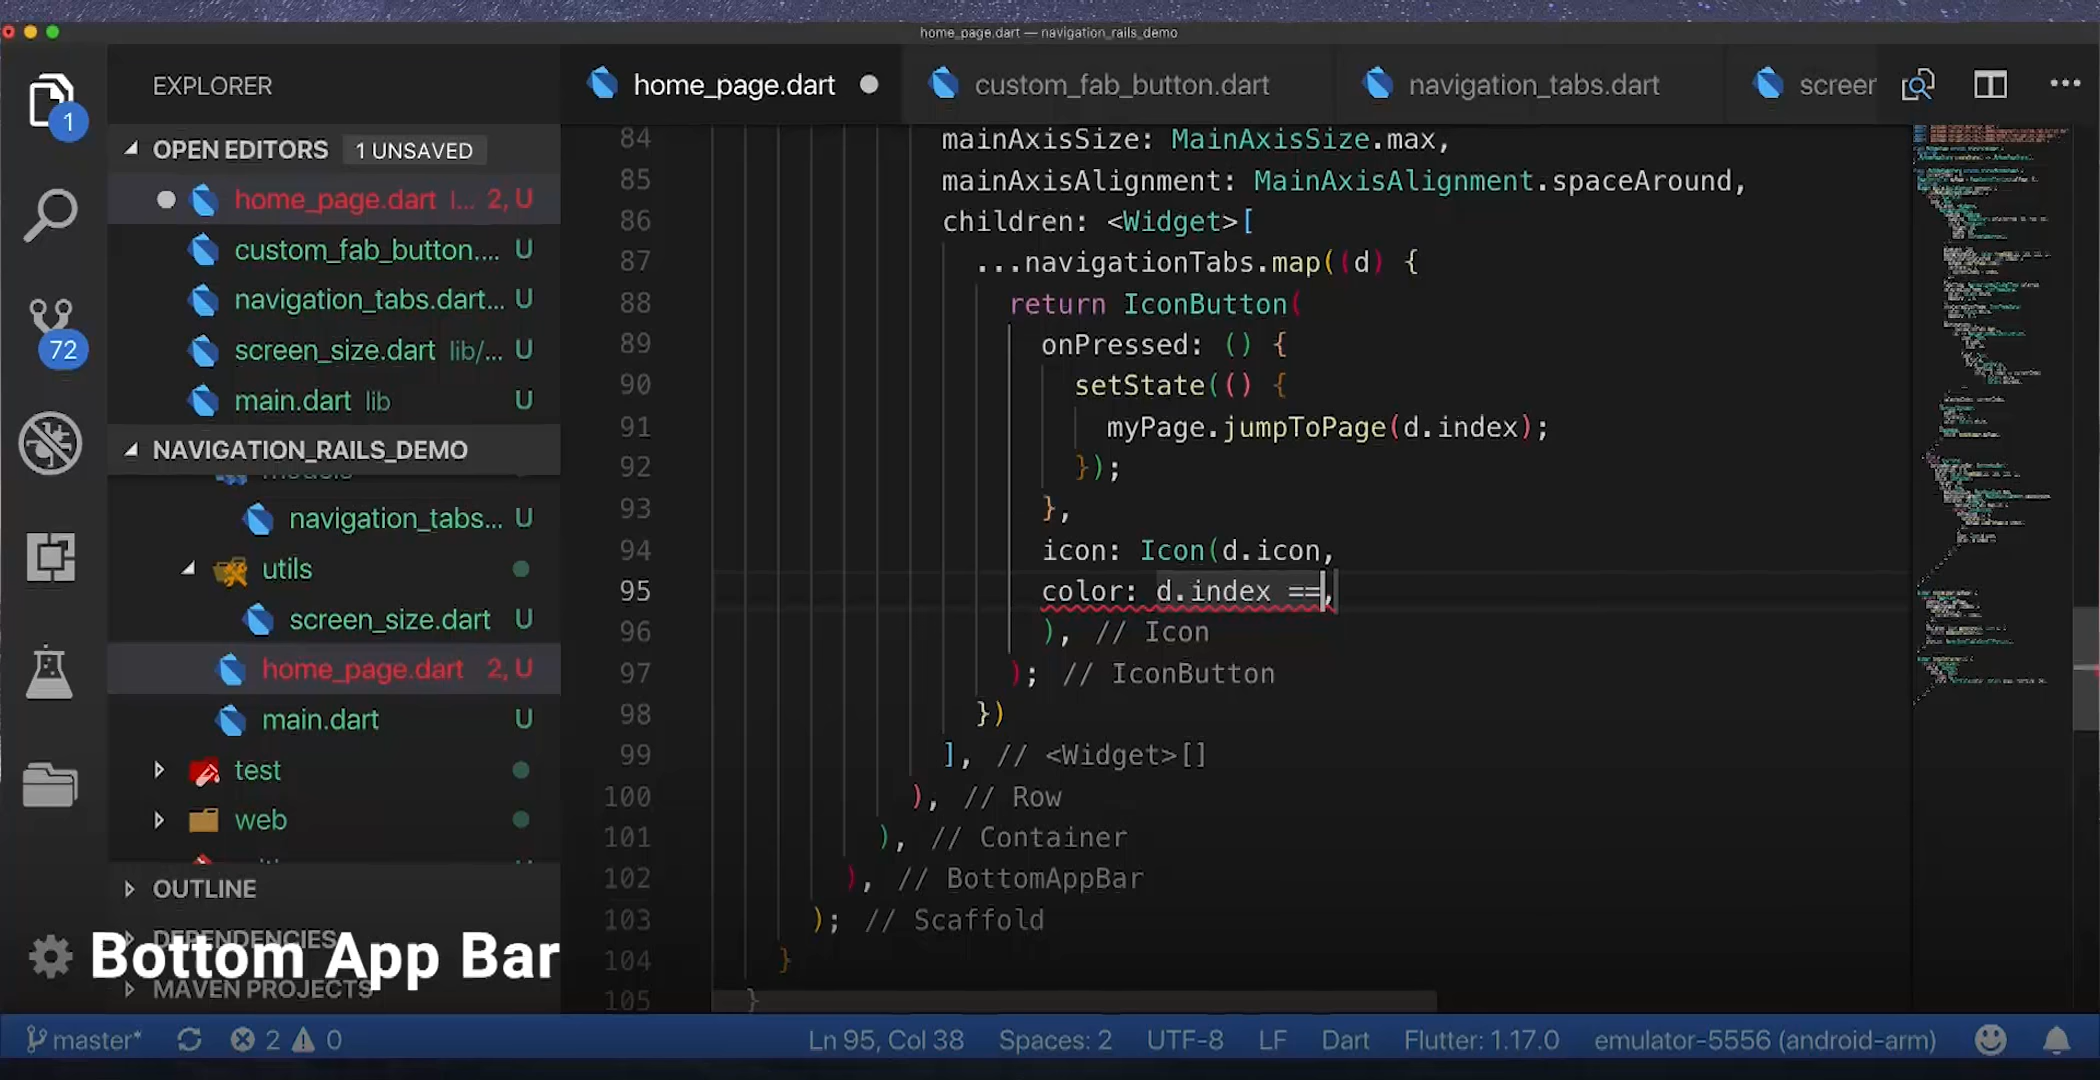 home_page.dart — navigation_rails_demo
EXPLORER
home_page.dart
custom_fab_button.dart
navigation_tabs.dart
screer
1
OPEN EDITORS 1 UNSAVED
home_page.dart l... 2, U
custom_fab_button.... U
navigation_tabs.dart... U
screen_size.dart lib/... U
main.dart lib U
72
NAVIGATION_RAILS_DEMO
models
navigation_tabs... U
utils
screen_size.dart U
home_page.dart 2, U
main.dart U
test
web
OUTLINE
DEPENDENCIES
Bottom App Bar
MAVEN PROJECTS
84 mainAxisSize: MainAxisSize.max,
85 mainAxisAlignment: MainAxisAlignment.spaceAround,
86 children: <Widget>[
87 ...navigationTabs.map((d) {
88 return IconButton(
89 onPressed: () {
90 setState(() {
91 myPage.jumpToPage(d.index);
92 });
93 },
94 icon: Icon(d.icon,
95 color: d.index ==,
96 ), // Icon
97 ); // IconButton
98 })
99 ], // <Widget>[]
100 ), // Row
101 ), // Container
102 ), // BottomAppBar
103 ); // Scaffold
104 }
105 }
master* 2 0 Ln 95, Col 38 Spaces: 2 UTF-8 LF Dart Flutter: 1.17.0 emulator-5556 (android-arm)